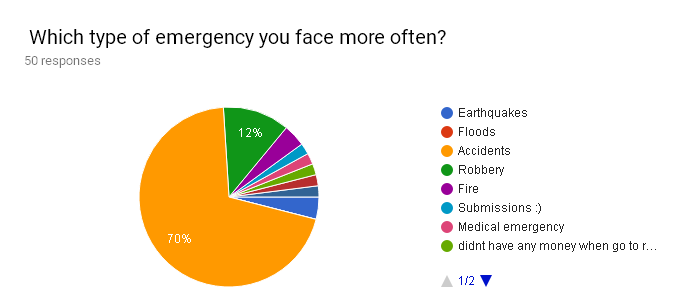 Which type of emergency you face more often?
50 responses
12%
70%
Earthquakes
Floods
Accidents
Robbery
Fire
Submissions :)
Medical emergency
didnt have any money when go to r…
1/2